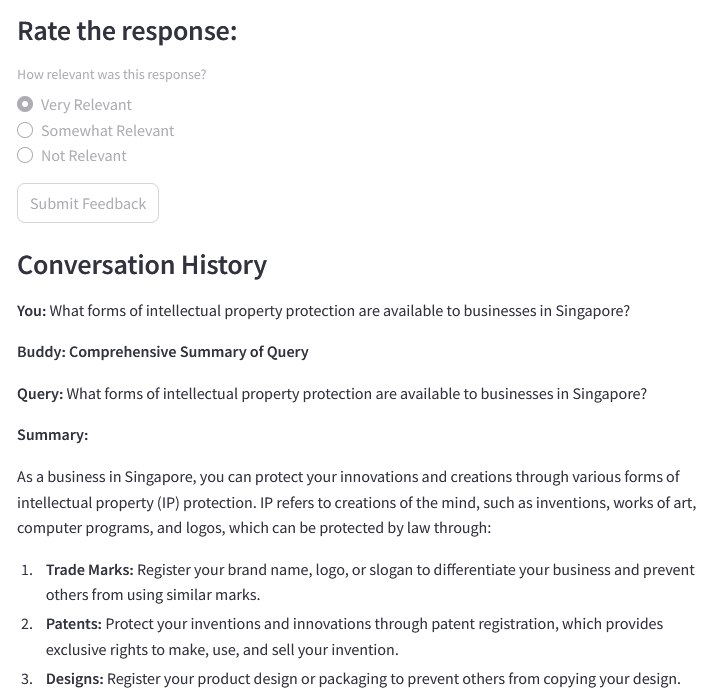 Rate the response:
How relevant was this response?
Very Relevant
Somewhat Relevant
Not Relevant
Submit Feedback
Conversation History
You: What forms of intellectual property protection are available to businesses in Singapore?
Buddy: Comprehensive Summary of Query
Query: What forms of intellectual property protection are available to businesses in Singapore?
Summary:
As a business in Singapore, you can protect your innovations and creations through various forms of
intellectual property (IP) protection. IP refers to creations of the mind, such as inventions, works of art,
computer programs, and logos, which can be protected by law through:
1. Trade Marks: Register your brand name, logo, or slogan to differentiate your business and prevent
others from using similar marks.
2. Patents: Protect your inventions and innovations through patent registration, which provides
exclusive rights to make, use, and sell your invention.
3. Designs: Register your product design or packaging to prevent others from copying your design.